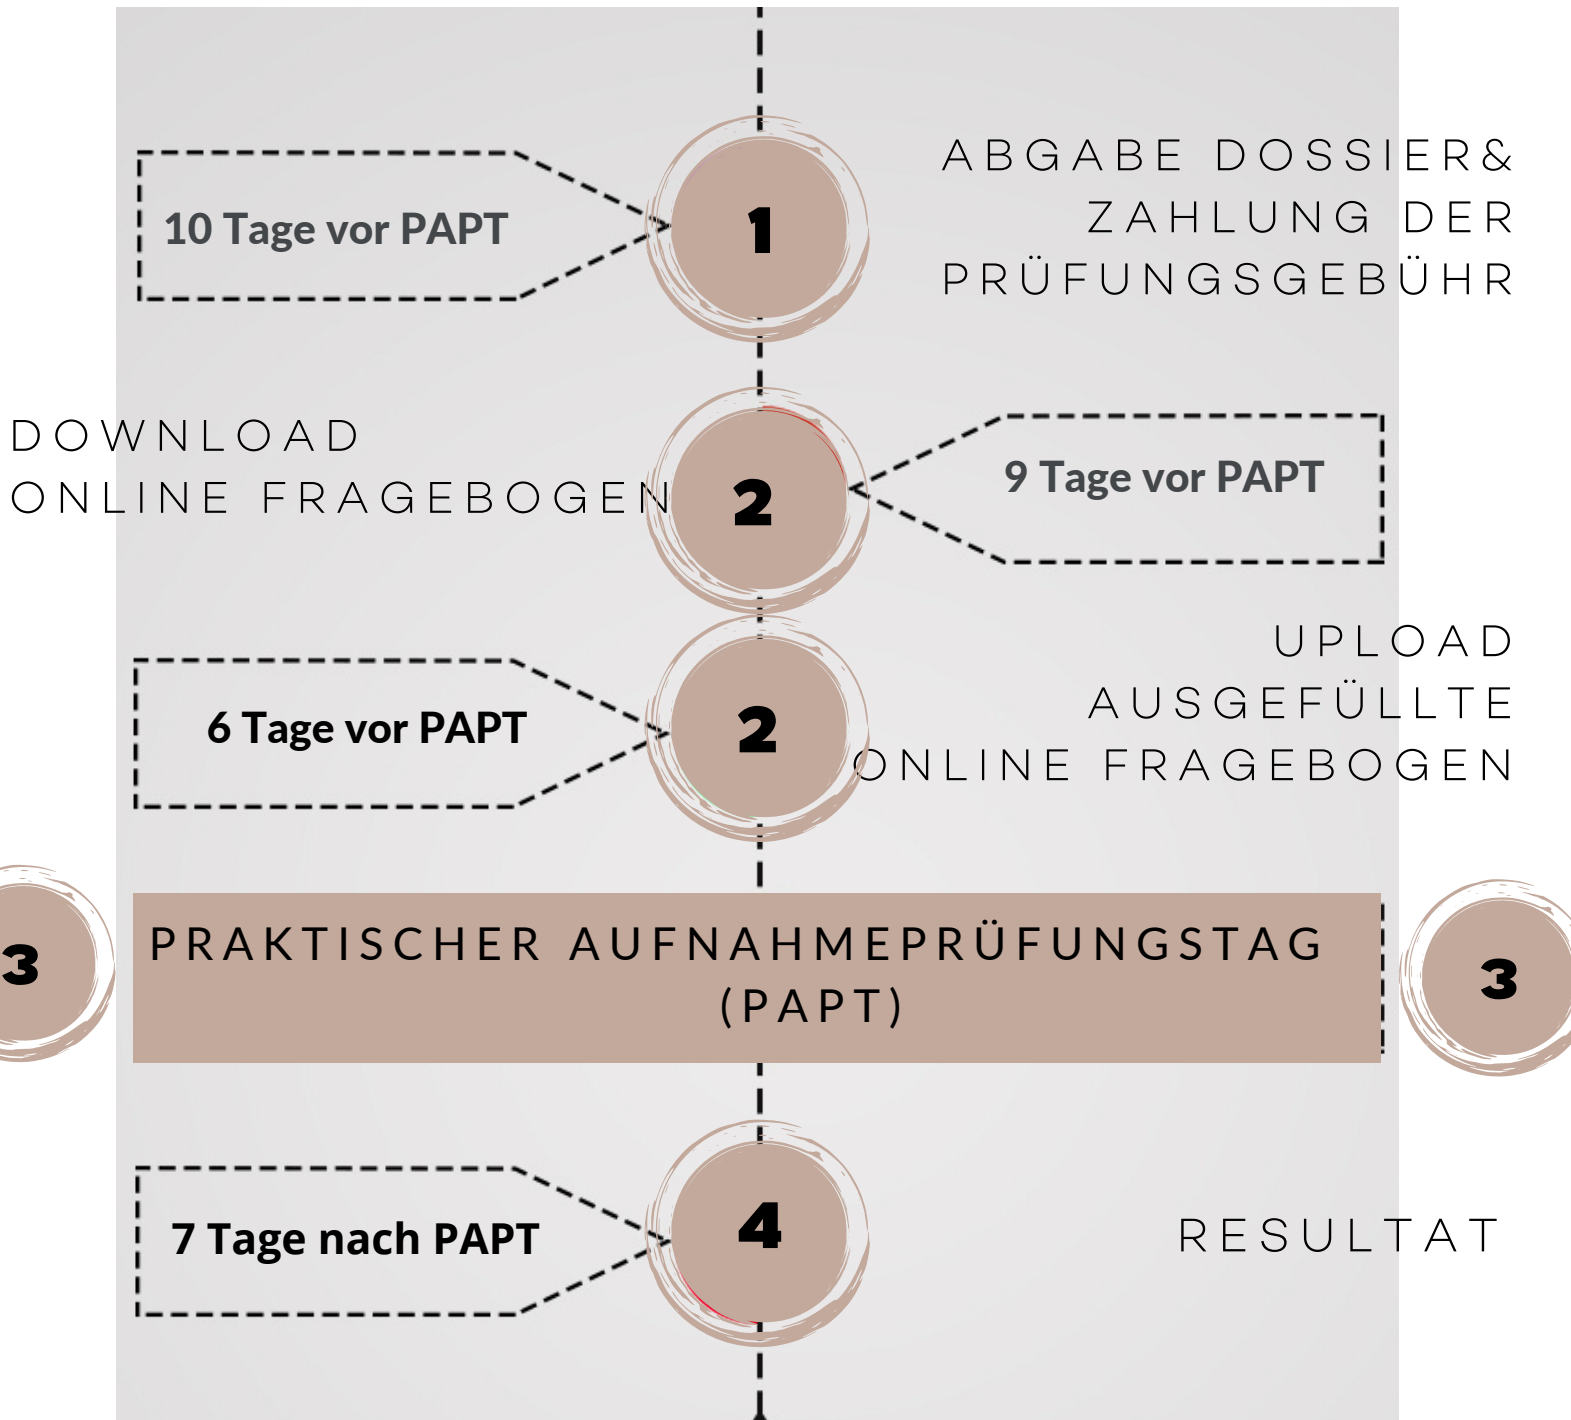 10 Tage vor PAPT
1
ABGABE DOSSIER&
ZAHLUNG DER
PRÜFUNGSGEBÜHR
DOWNLOAD
ONLINE FRAGEBOGEN
2
9 Tage vor PAPT
6 Tage vor PAPT
2
UPLOAD
AUSGEFÜLLTE
ONLINE FRAGEBOGEN
3
PRAKTISCHER AUFNAHMEPRÜFUNGSTAG
(PAPT)
3
7 Tage nach PAPT
4
RESULTAT